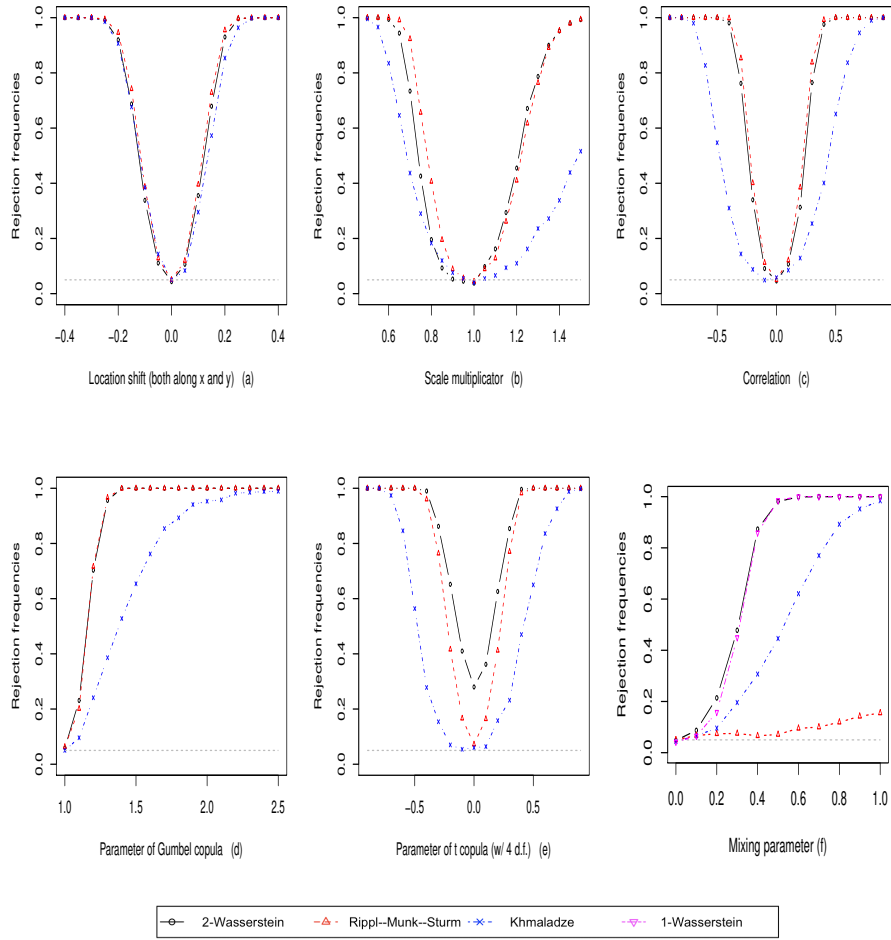 Rejection frequencies
0.0 0.2 0.4 0.6 0.8 1.0
−0.4 −0.2 0.0 0.2 0.4
Location shift (both along x and y) (a)
Rejection frequencies
0.0 0.2 0.4 0.6 0.8 1.0
0.6 0.8 1.0 1.2 1.4
Scale multiplicator (b)
Rejection frequencies
0.0 0.2 0.4 0.6 0.8 1.0
−0.5 0.0 0.5
Correlation (c)
Rejection frequencies
0.0 0.2 0.4 0.6 0.8 1.0
1.0 1.5 2.0 2.5
Parameter of Gumbel copula (d)
Rejection frequencies
0.0 0.2 0.4 0.6 0.8 1.0
−0.5 0.0 0.5
Parameter of t copula (w/ 4 d.f.) (e)
Rejection frequencies
0.0 0.2 0.4 0.6 0.8 1.0
0.0 0.2 0.4 0.6 0.8 1.0
Mixing parameter (f)
2-Wasserstein Rippl--Munk--Sturm Khmaladze 1-Wasserstein